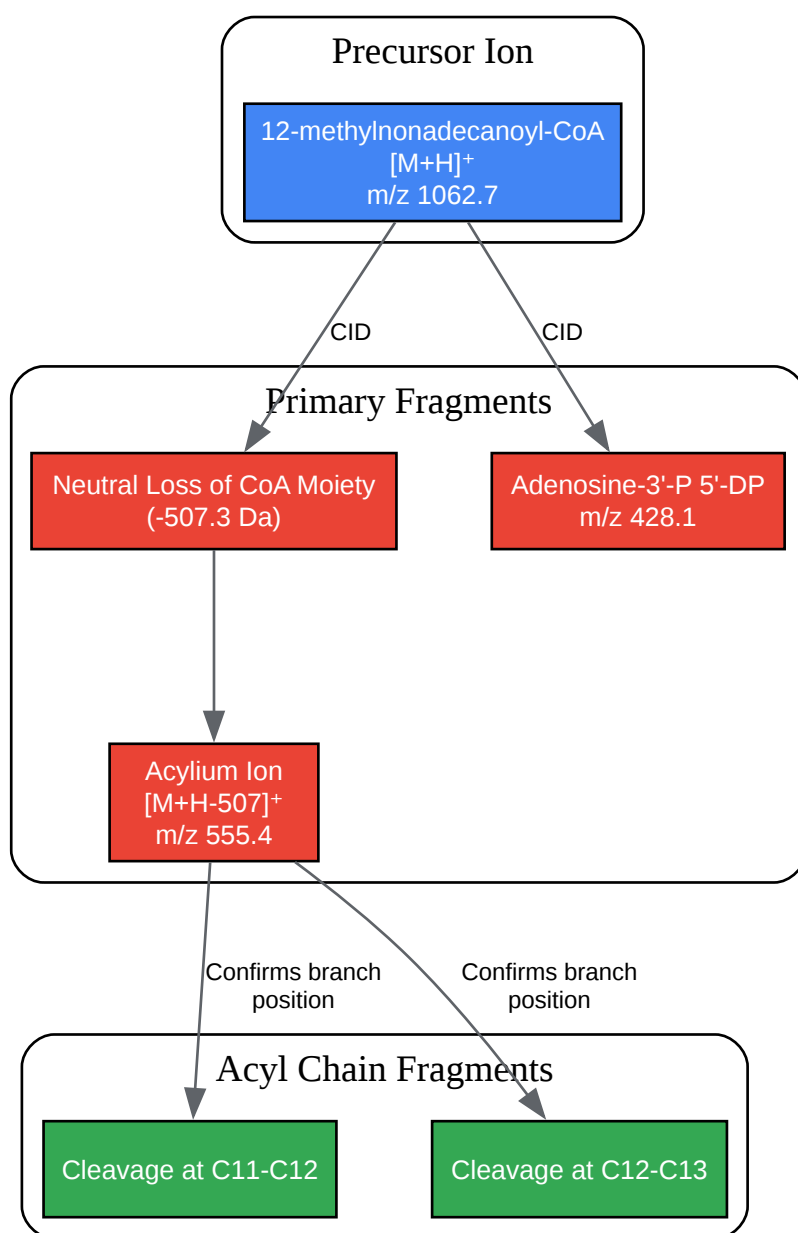 Precursor Ion
12-methylnonadecanoyl-CoA
[M+H]⁺
m/z 1062.7
CID
CID
Primary Fragments
Neutral Loss of CoA Moiety
(-507.3 Da)
Adenosine-3'-P 5'-DP
m/z 428.1
Acylium Ion
[M+H-507]⁺
m/z 555.4
Confirms branch
position
Confirms branch
position
Acyl Chain Fragments
Cleavage at C11-C12
Cleavage at C12-C13